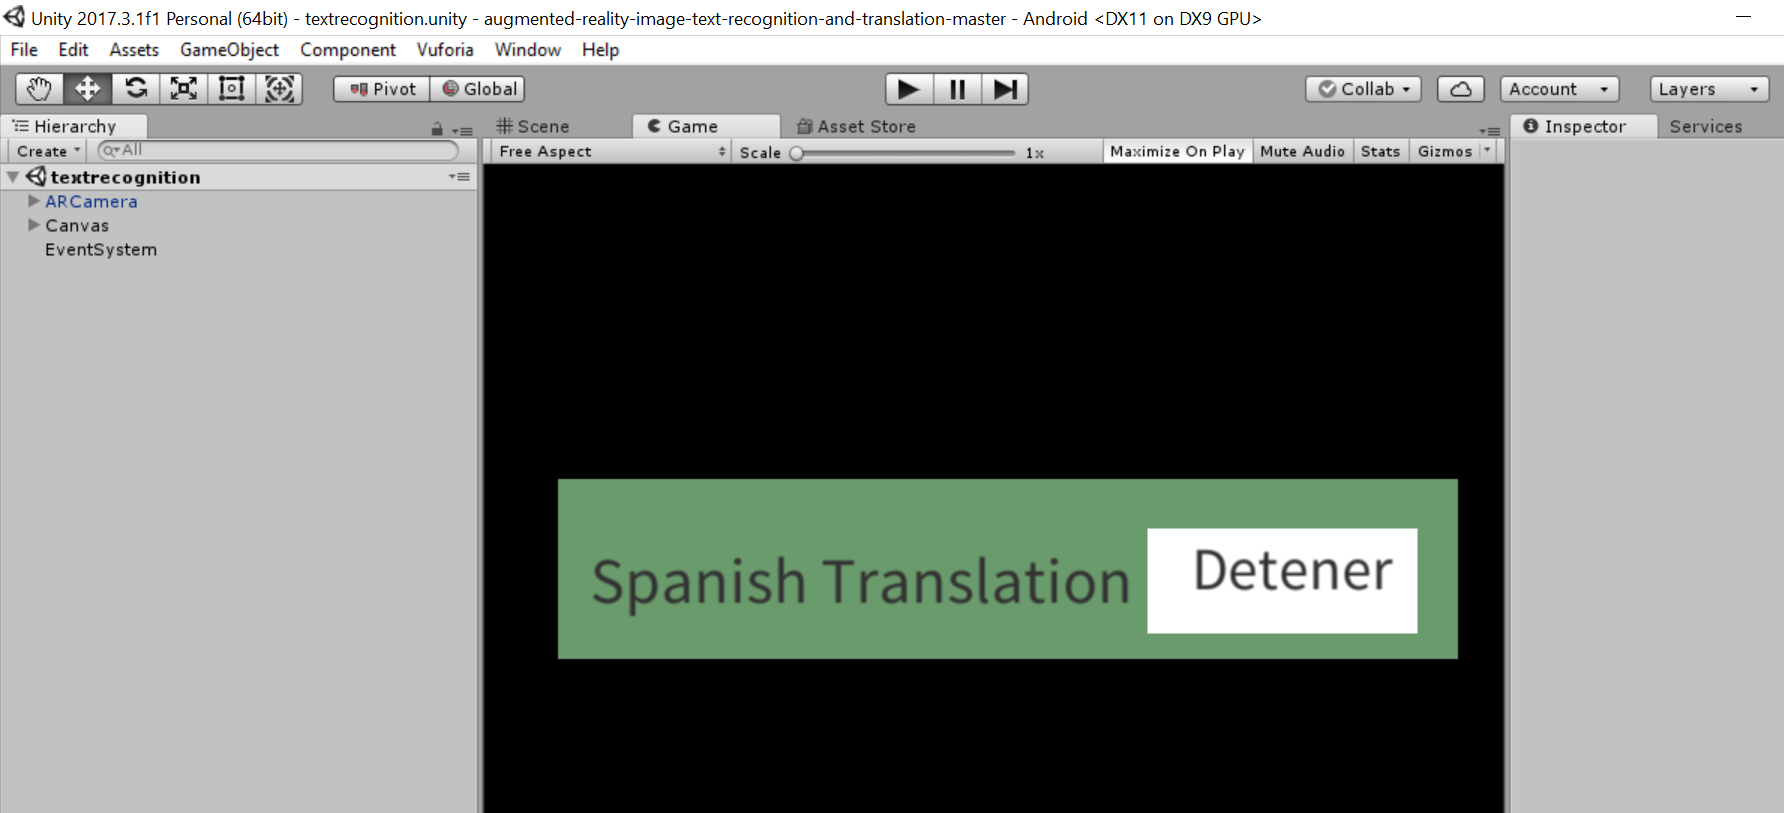 Unity 2017.3.1f1 Personal (64bit) - textrecognition.unity - augmented-reality-image-text-recognition-and-translation-master - Android <DX11 on DX9 GPU>
File Edit Assets GameObject Component Vuforia Window Help
Pivot Global Collab Account Layers
Hierarchy Scene Game Asset Store Inspector Services
Create All Free Aspect Scale 1x Maximize On Play Mute Audio Stats Gizmos
textrecognition
ARCamera
Canvas
EventSystem
Spanish Translation Detener